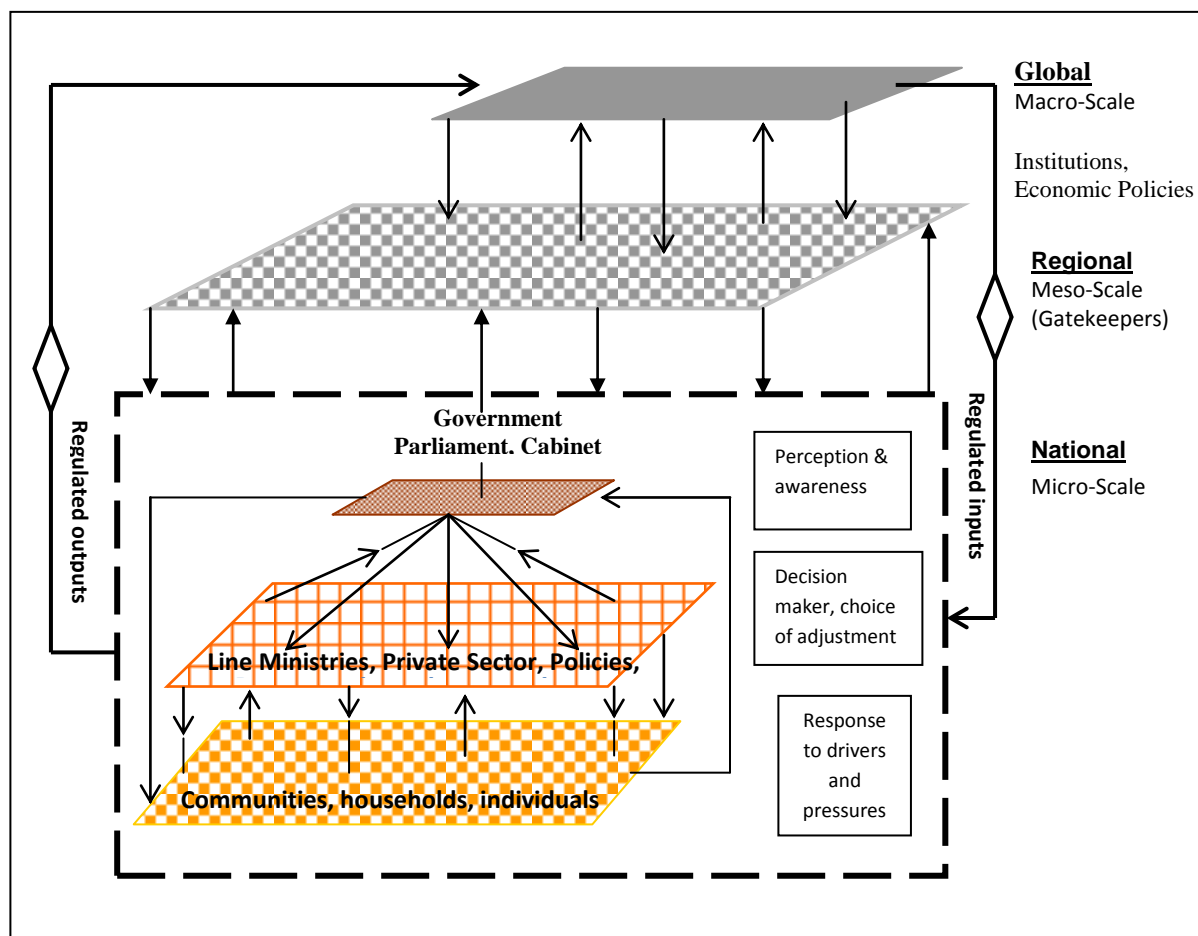 Global
Macro-Scale
Institutions,
Economic Policies
Regional
Meso-Scale
(Gatekeepers)
National
Micro-Scale
Regulated outputs
Regulated inputs
Government
Parliament, Cabinet
Perception &
awareness
Decision
maker, choice
of adjustment
Line Ministries, Private Sector, Policies,
Response
to drivers
and
pressures
Communities, households, individuals